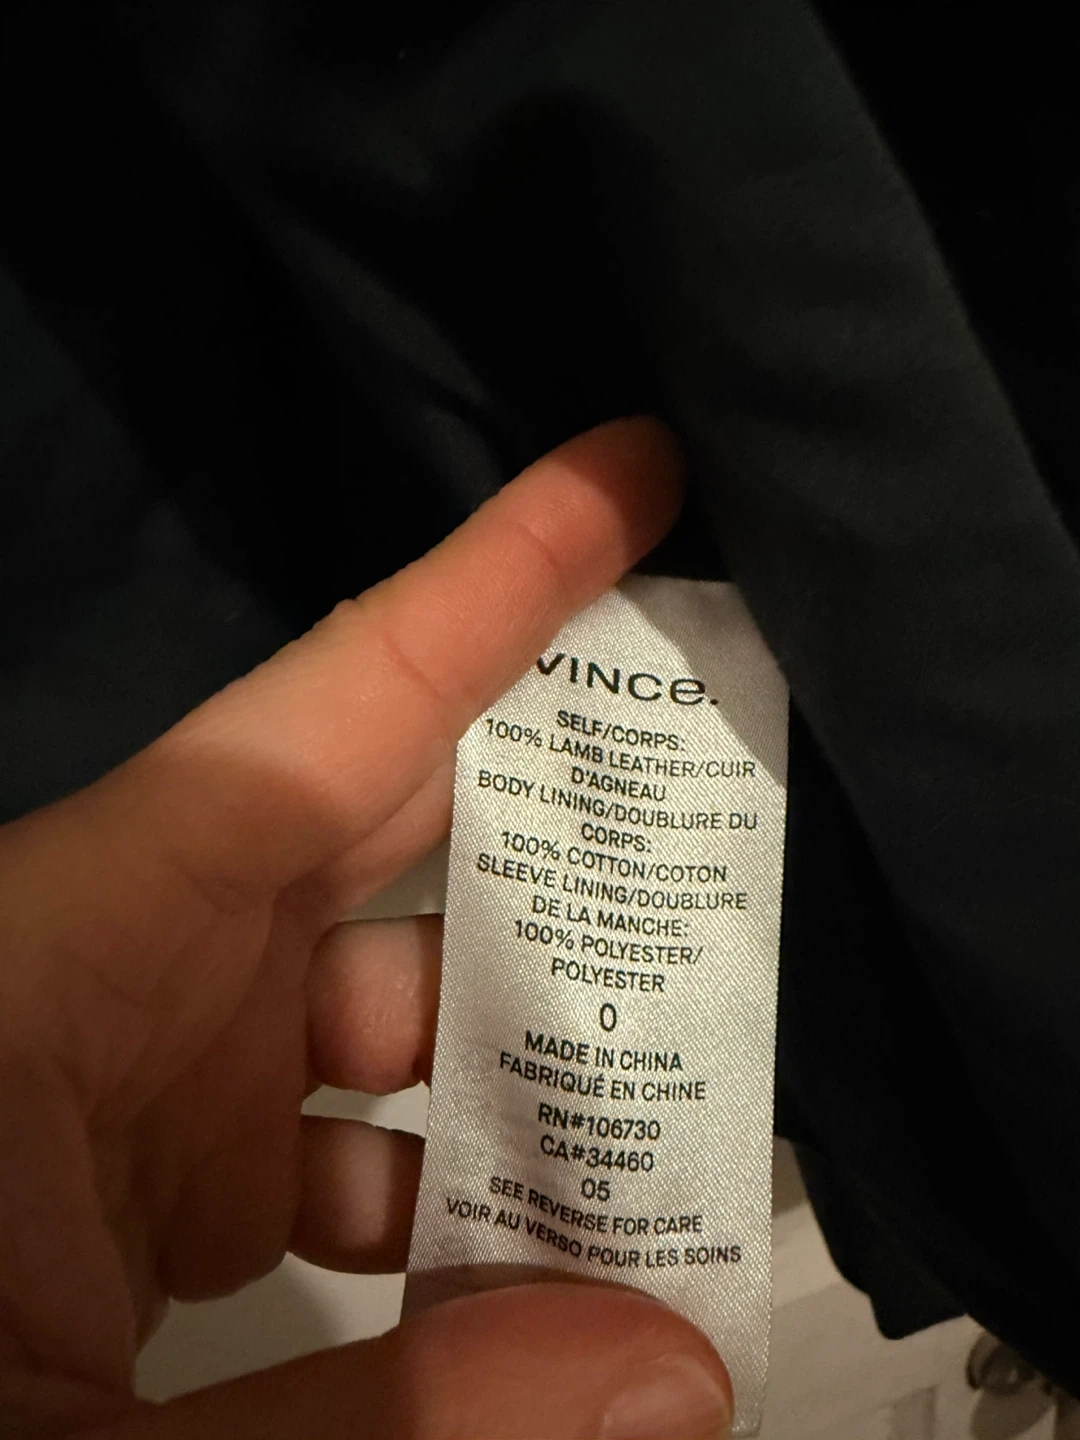 VINCe.
SELF/CORPS:
100% LAMB LEATHER/CUIR
D'AGNEAU
BODY LINING/DOUBLURE DU
CORPS:
100% COTTON/COTON
SLEEVE LINING/DOUBLURE
DE LA MANCHE:
100% POLYESTER/
POLYESTER
0
MADE IN CHINA
FABRIQUÉ EN CHINE
RN#106730
CA#34460
05
SEE REVERSE FOR CARE
VOIR AU VERSO POUR LES SOINS